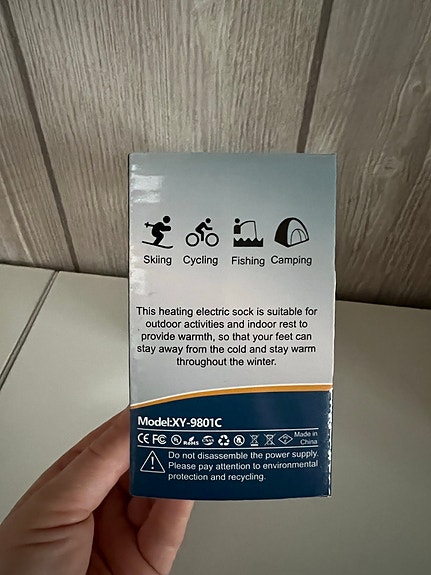 Skiing Cycling Fishing Camping
This heating electric sock is suitable for
outdoor activities and indoor rest to
provide warmth, so that your feet can
stay away from the cold and stay warm
throughout the winter.
Model:XY-9801C
CE FC RoHS Made in
China
Do not disassemble the power supply.
Please pay attention to environmental
protection and recycling.